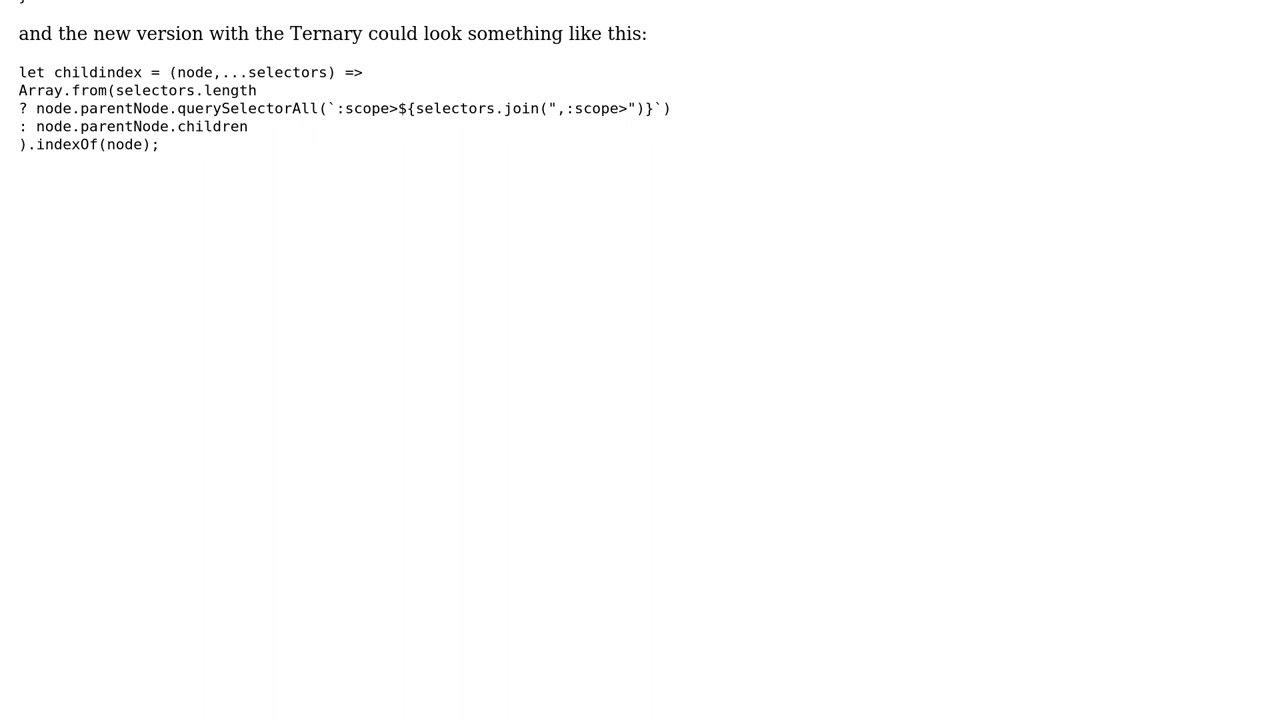 }
and the new version with the Ternary could look something like this:
let childindex = (node,...selectors) =>
Array.from(selectors.length
? node.parentNode.querySelectorAll(`:scope>${selectors.join(",:scope>")}`)
: node.parentNode.children
).indexOf(node);